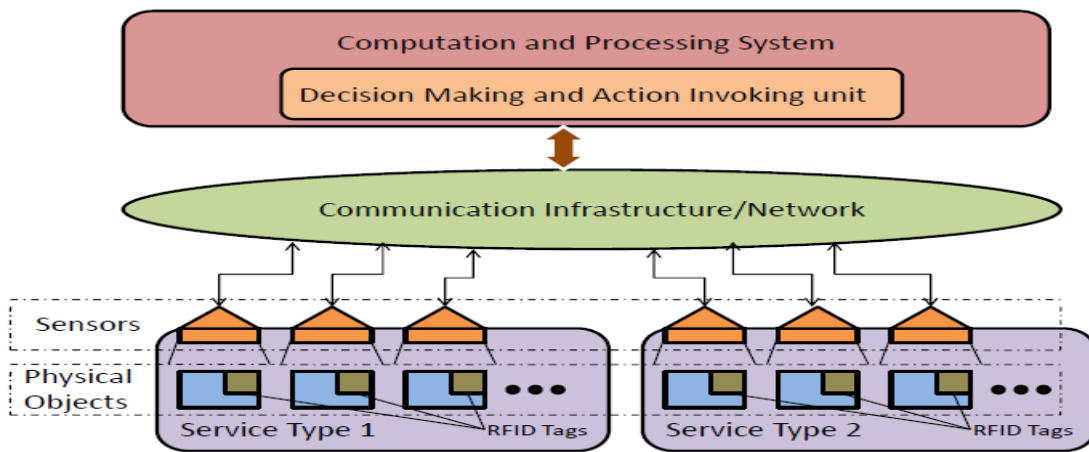 Computation and Processing System
Decision Making and Action Invoking unit
Communication Infrastructure/Network
Sensors
Physical
Objects
Service Type 1
RFID Tags
Service Type 2
RFID Tags